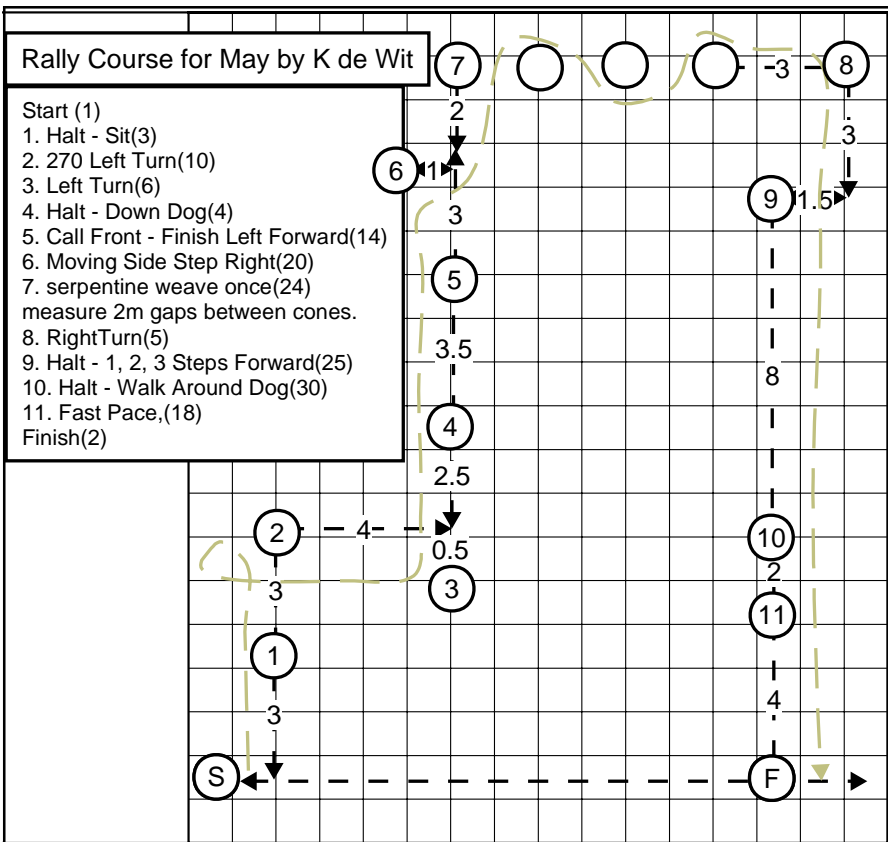 Rally Course for May by K de Wit
Start (1)
1. Halt - Sit(3)
2. 270 Left Turn(10)
3. Left Turn(6)
4. Halt - Down Dog(4)
5. Call Front - Finish Left Forward(14)
6. Moving Side Step Right(20)
7. serpentine weave once(24)
measure 2m gaps between cones.
8. RightTurn(5)
9. Halt - 1, 2, 3 Steps Forward(25)
10. Halt - Walk Around Dog(30)
11. Fast Pace,(18)
Finish(2)
7
3
8
2
3
6
1
9
1.5
3
5
3.5
8
4
2.5
2
4
0.5
10
3
3
2
11
1
3
4
S
F